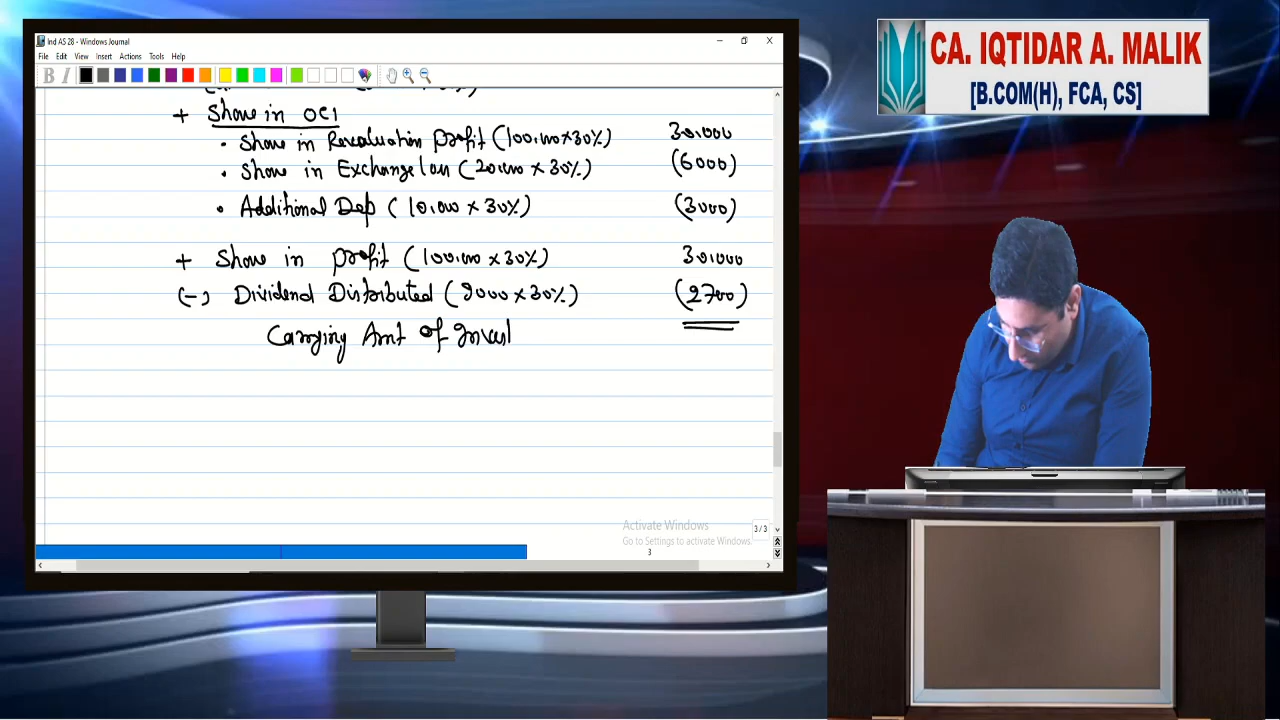 Ind AS 28 - Windows Journal
File Edit View Insert Actions Tools Help
B I
+ Share in OCI
. Share in Revaluation profit (100,000 × 30%) 30,000
. Share in Exchange loss (20,000 × 30%) (6000)
. Additional Dep (10,000 × 30%) (3000)
+ Share in profit (100,000 × 30%) 30,000
(-) Dividend Distributed (9000 × 30%) (2700)
Carrying Amt of Invest
Activate Windows
Go to Settings to activate Windows.
3 / 3
3
CA. IQTIDAR A. MALIK
[B.COM(H), FCA, CS]